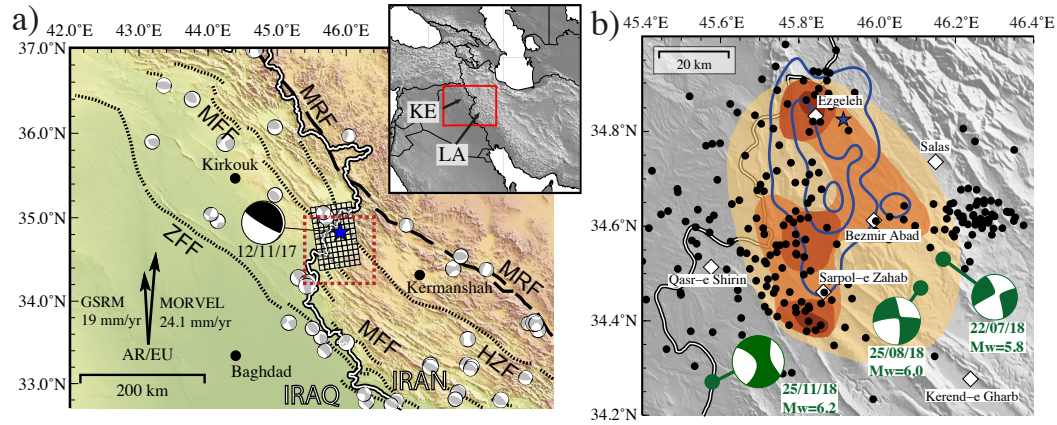 a)
43.0°E
44.0°E
45.0°E
46.0°E
37.0°N
36.0°N
35.0°N
34.0°N
33.0°N
MRF
MFF
Kirkouk
KE
LA
12/11/17
ZFF
Kermanshah
MRF
GSRM
19 mm/yr
MORVEL
24.1 mm/yr
AR/EU
MFF
HZF
Baghdad
200 km
IRAQ
IRAN
b)
45.4°E
45.6°
45.8°
46.0°E
46.2°E
46.4°E
34.8°N
34.6°N
34.4°N
34.2°N
20 km
Ezgeleh
Salas
Bezmir Abad
Qasr−e Shirin
Sarpol−e Zahab
22/07/18
Mw=5.8
25/08/18
Mw=6.0
25/11/18
Mw=6.2
Kerend−e Gharb